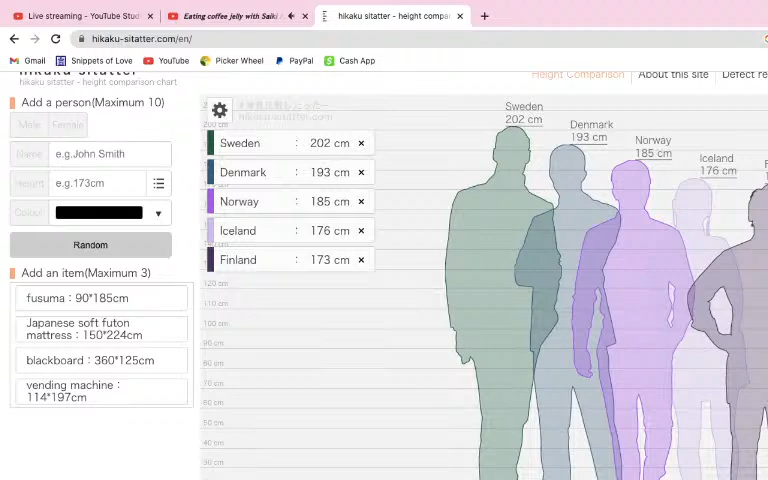 Live streaming - YouTube Stud
Eating coffee jelly with Saiki
hikaku-sitatter - height compar
hikaku-sitatter.com/en/
Gmail
Snippets of Love
YouTube
Picker Wheel
PayPal
Cash App
hikaku sitatter
hikaku sitatter - height comparison chart
Height Comparison
About this site
Defect re
Add a person(Maximum 10)
Male
Female
Name
e.g.John Smith
Height
e.g.173cm
Colour
Random
Add an item(Maximum 3)
fusuma：90*185cm
Japanese soft futon
mattress：150*224cm
blackboard：360*125cm
vending machine：
114*197cm
hikaku-sitatter.com
200 cm
Sweden : 202 cm ×
Denmark : 193 cm ×
Norway : 185 cm ×
Iceland : 176 cm ×
Finland : 173 cm ×
Sweden
202 cm
Denmark
193 cm
Norway
185 cm
Iceland
176 cm
F
120 cm
110 cm
100 cm
90 cm
80 cm
70 cm
60 cm
50 cm
40 cm
30 cm